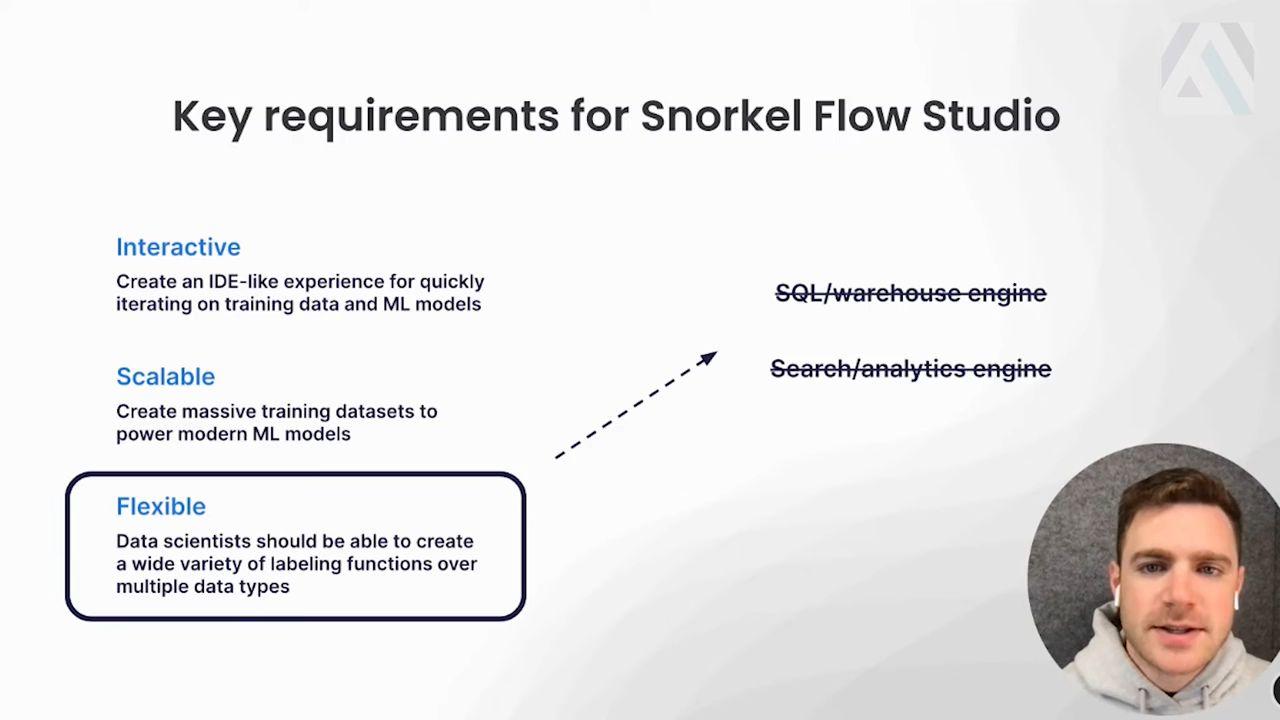 Key requirements for Snorkel Flow Studio
Interactive
Create an IDE-like experience for quickly
iterating on training data and ML models
Scalable
Create massive training datasets to
power modern ML models
Flexible
Data scientists should be able to create
a wide variety of labeling functions over
multiple data types
SQL/warehouse engine
Search/analytics engine